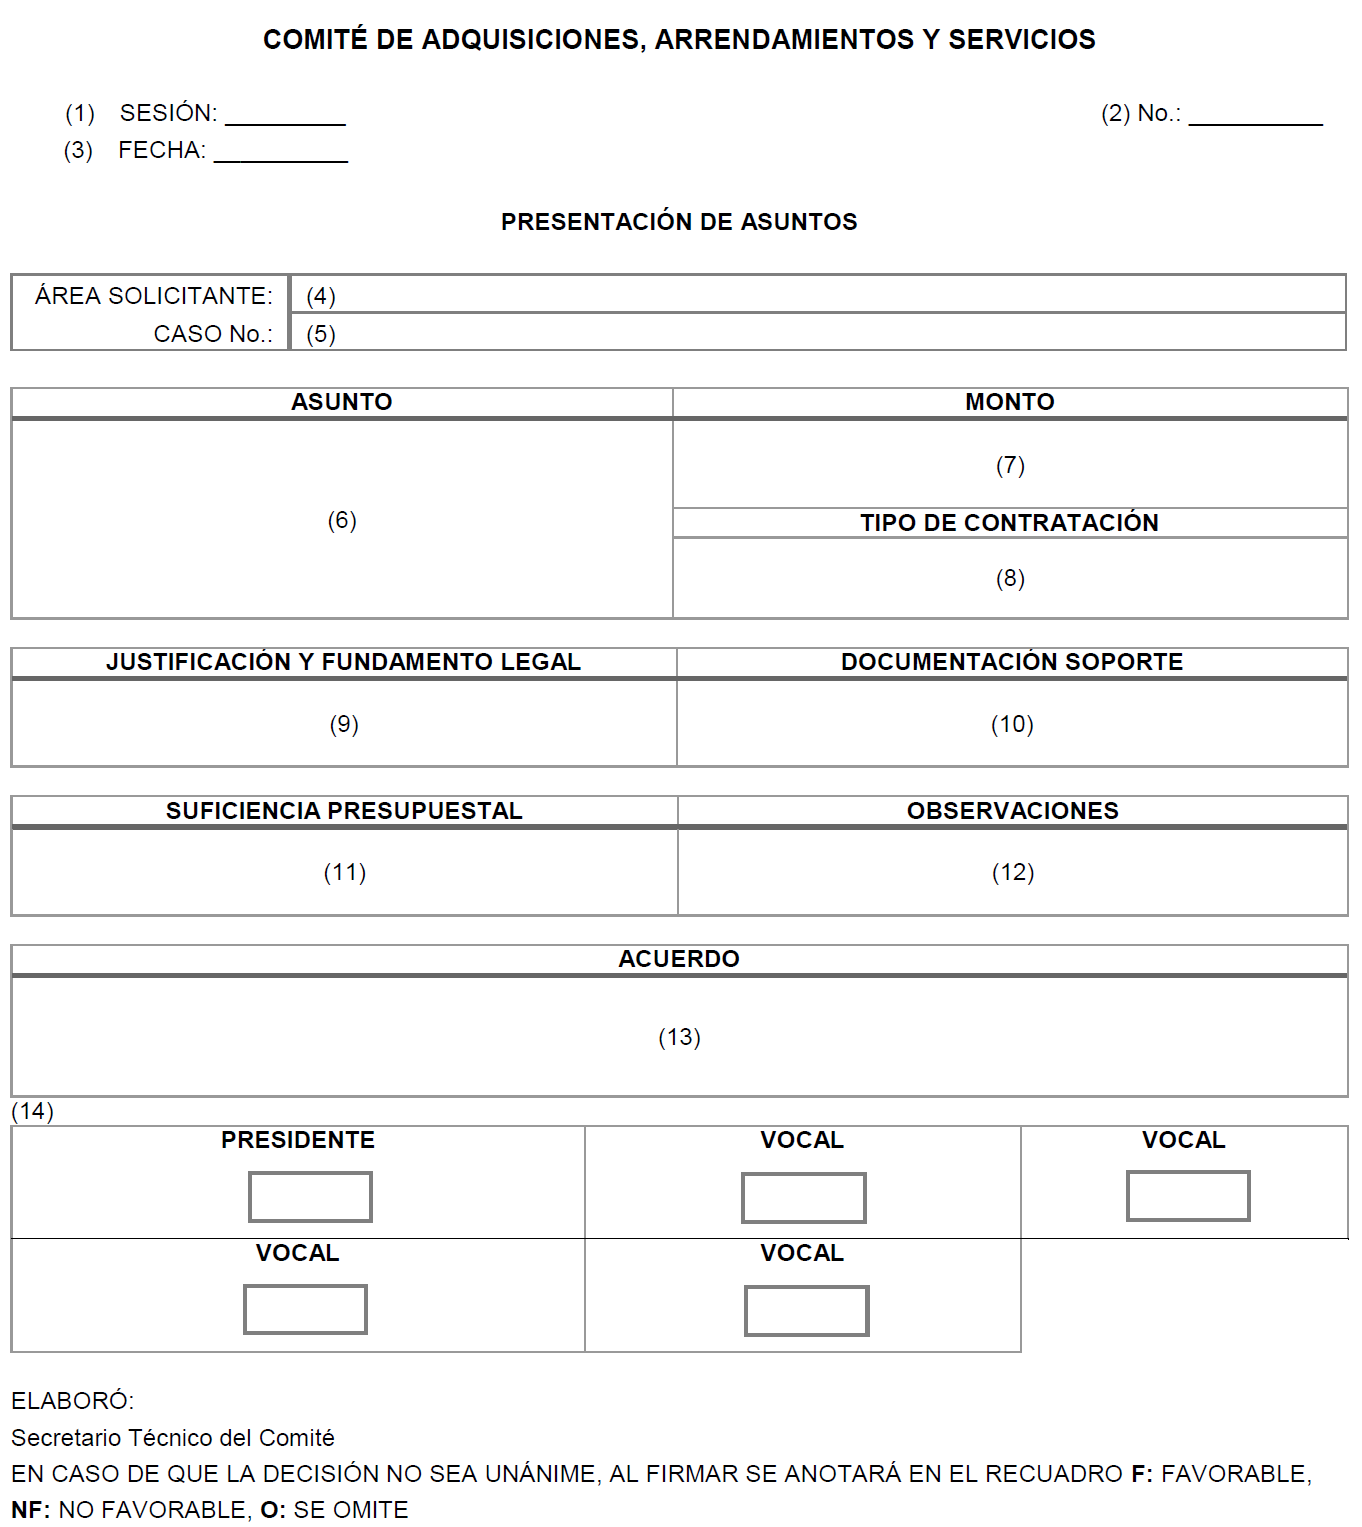 COMITÉ DE ADQUISICIONES, ARRENDAMIENTOS Y SERVICIOS
(1) SESIÓN: _________ (2) No.: __________
(3) FECHA: __________
PRESENTACIÓN DE ASUNTOS
ÁREA SOLICITANTE: (4)
CASO No.: (5)
ASUNTO MONTO
(7)
(6)
TIPO DE CONTRATACIÓN
(8)
JUSTIFICACIÓN Y FUNDAMENTO LEGAL DOCUMENTACIÓN SOPORTE
(9) (10)
SUFICIENCIA PRESUPUESTAL OBSERVACIONES
(11) (12)
ACUERDO
(13)
(14)
PRESIDENTE VOCAL VOCAL
VOCAL VOCAL
ELABORÓ:
Secretario Técnico del Comité
EN CASO DE QUE LA DECISIÓN NO SEA UNÁNIME, AL FIRMAR SE ANOTARÁ EN EL RECUADRO F: FAVORABLE,
NF: NO FAVORABLE, O: SE OMITE